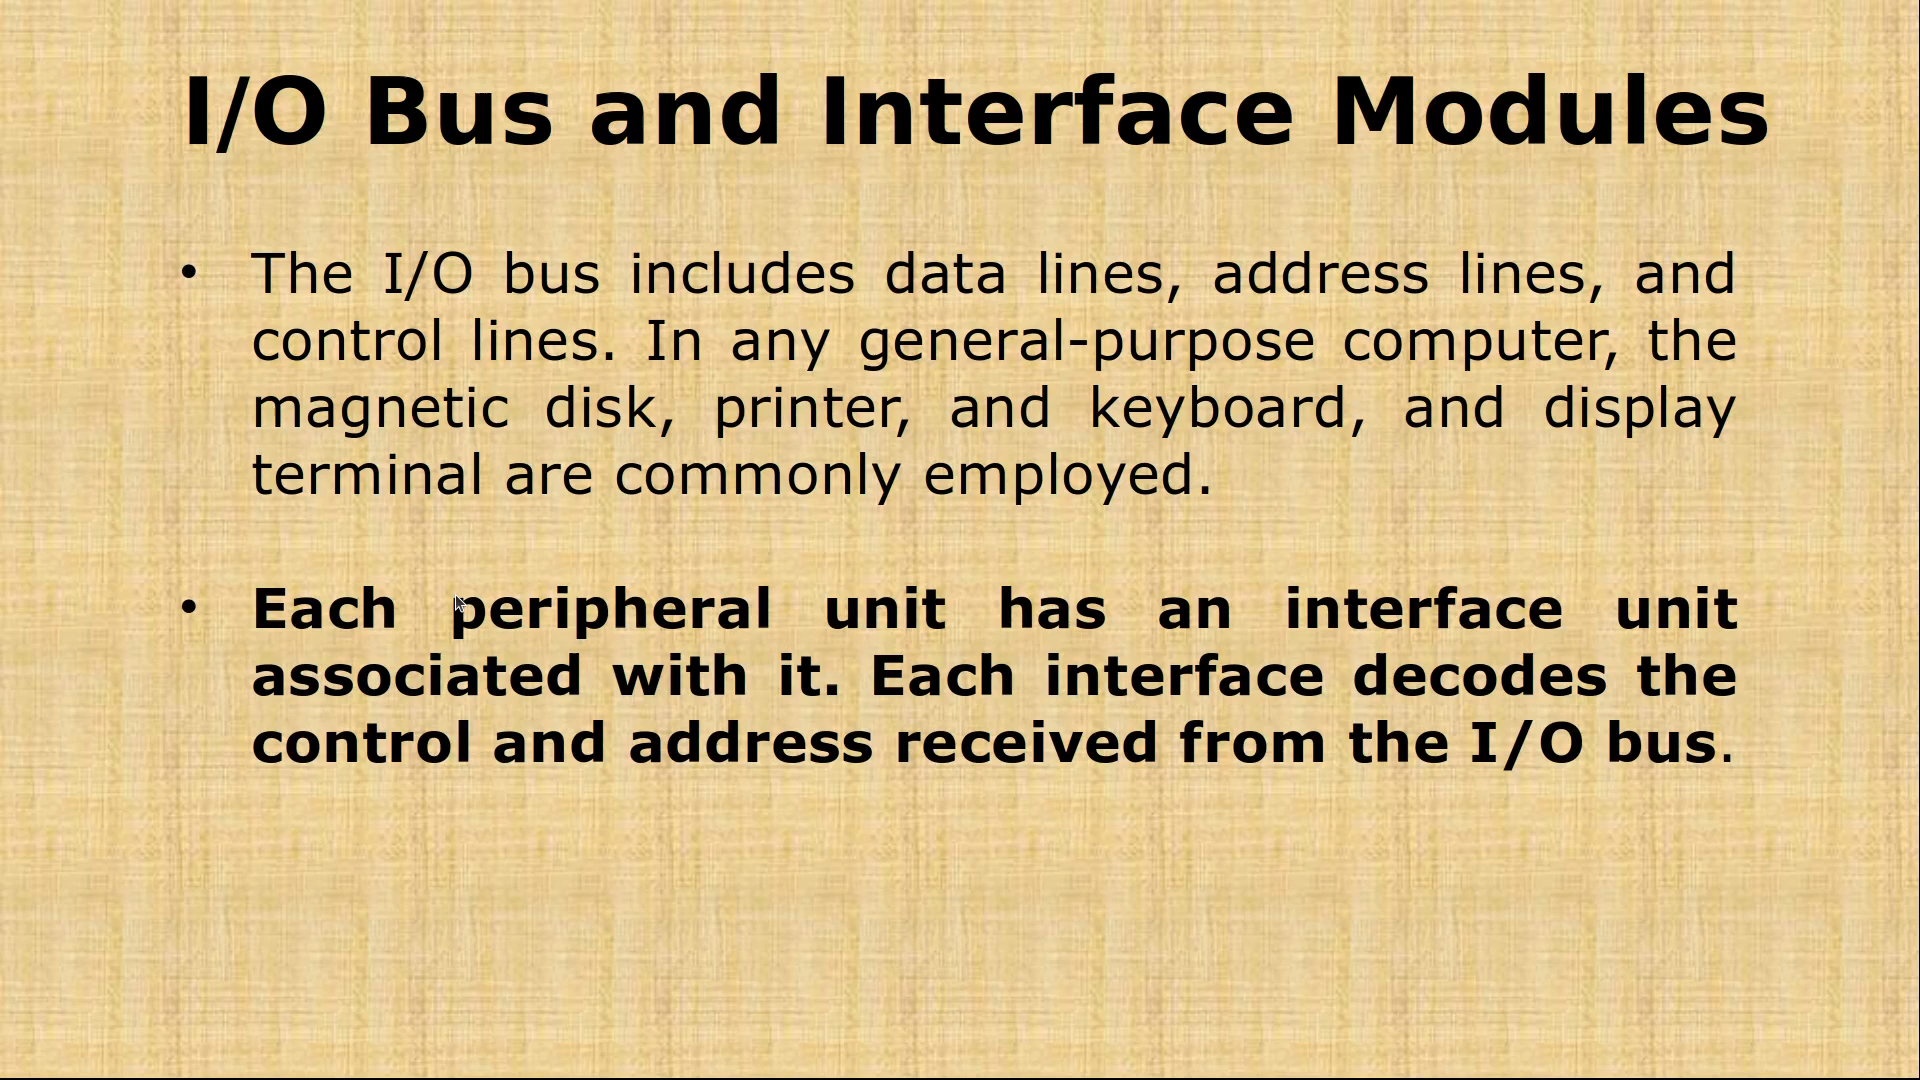 I/O Bus and Interface Modules
• The I/O bus includes data lines, address lines, and
control lines. In any general-purpose computer, the
magnetic disk, printer, and keyboard, and display
terminal are commonly employed.
• Each peripheral unit has an interface unit
associated with it. Each interface decodes the
control and address received from the I/O bus.